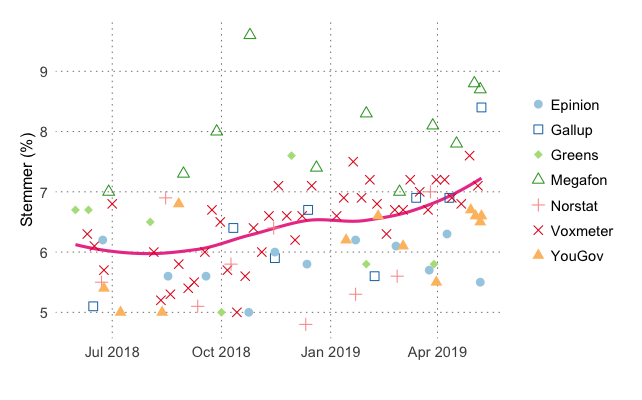 Stemmer (%)
9
8
7
6
5
Jul 2018
Oct 2018
Jan 2019
Apr 2019
Epinion
Gallup
Greens
Megafon
Norstat
Voxmeter
YouGov